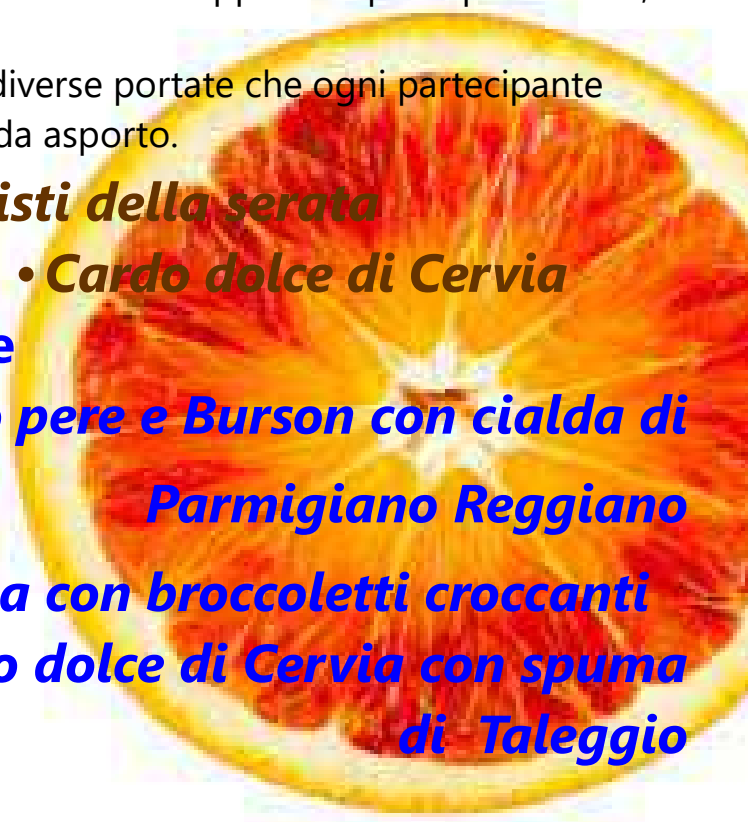 diverse portate che ogni partecipante
da asporto.
isti della serata
• Cardo dolce di Cervia
e
o pere e Burson con cialda di
Parmigiano Reggiano
a con broccoletti croccanti
o dolce di Cervia con spuma
di Taleggio